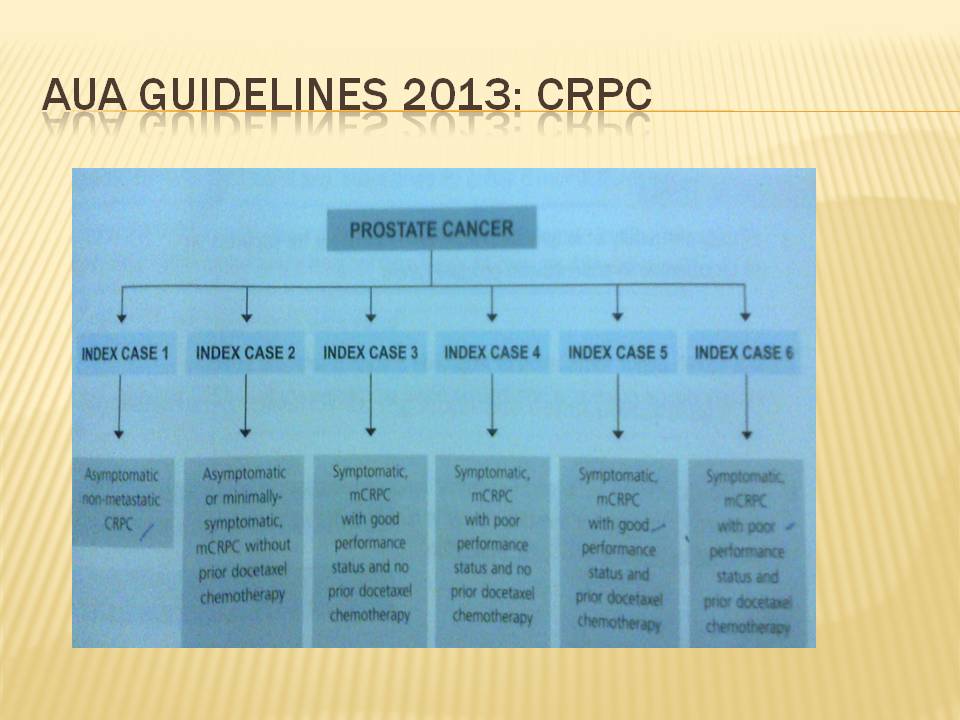 AUA GUIDELINES 2013: CRPC
PROSTATE CANCER
INDEX CASE 1
INDEX CASE 2
INDEX CASE 3
INDEX CASE 4
INDEX CASE 5
INDEX CASE 6
Asymptomatic
non-metastatic
CRPC
Asymptomatic
or minimally-
symptomatic,
mCRPC without
prior docetaxel
chemotherapy
Symptomatic,
mCRPC
with good
performance
status and no
prior docetaxel
chemotherapy
Symptomatic,
mCRPC
with poor
performance
status and no
prior docetaxel
chemotherapy
Symptomatic,
mCRPC
with good
performance
status and
prior docetaxel
chemotherapy
Symptomatic,
mCRPC
with poor
performance
status and
prior docetaxel
chemotherapy